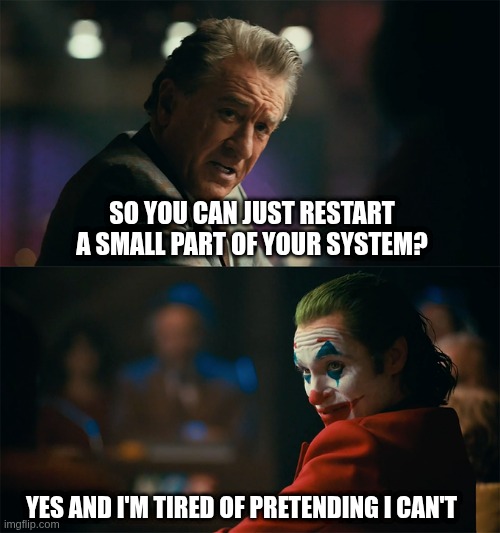 SO YOU CAN JUST RESTART
A SMALL PART OF YOUR SYSTEM?
YES AND I'M TIRED OF PRETENDING I CAN'T
imgflip.com